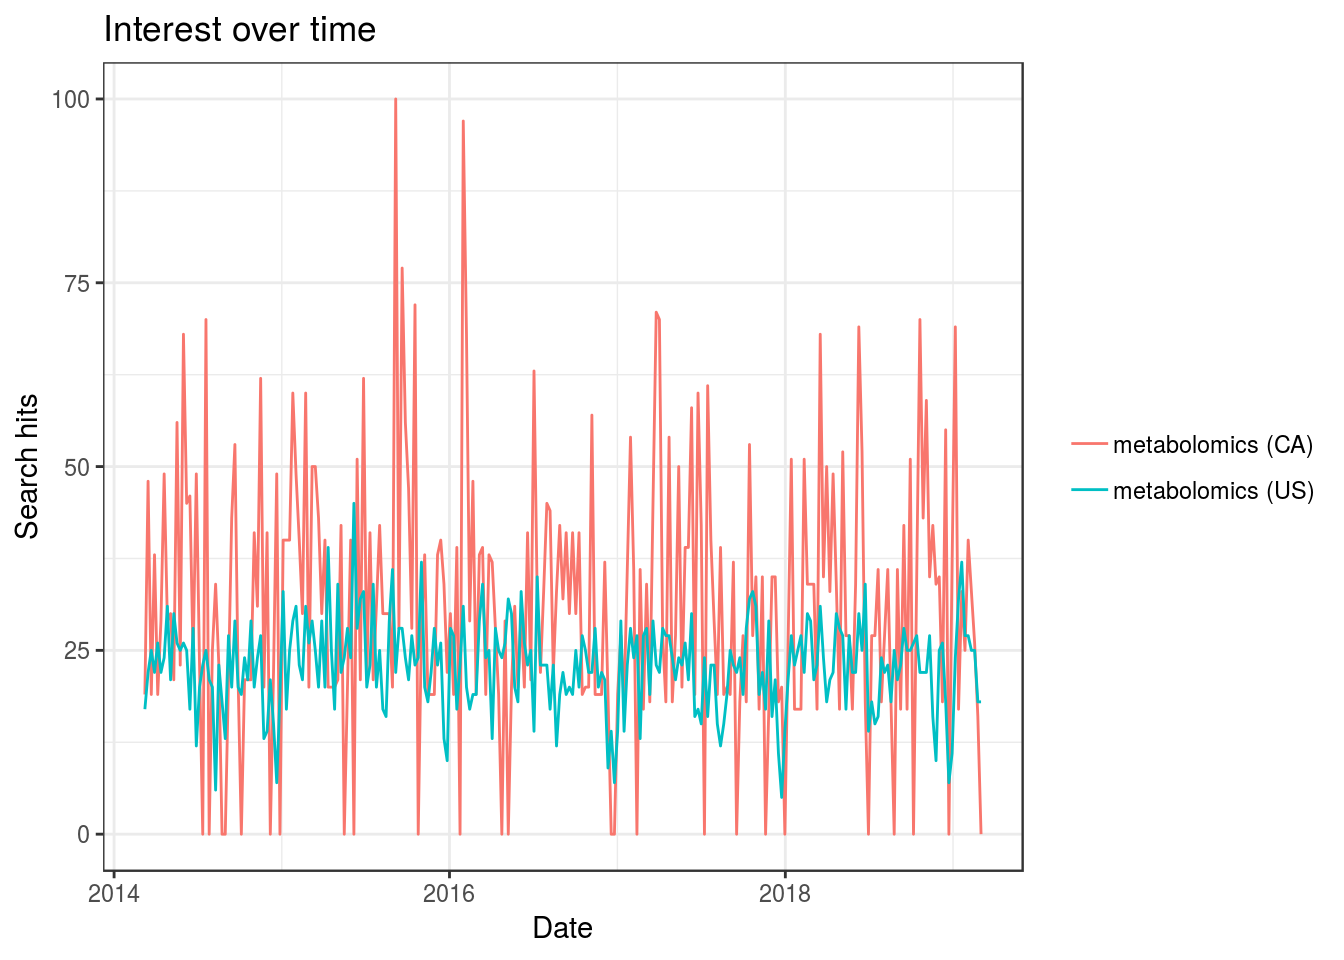 Interest over time
100
75
50
25
0
Search hits
2014
2016
2018
Date
metabolomics (CA)
metabolomics (US)